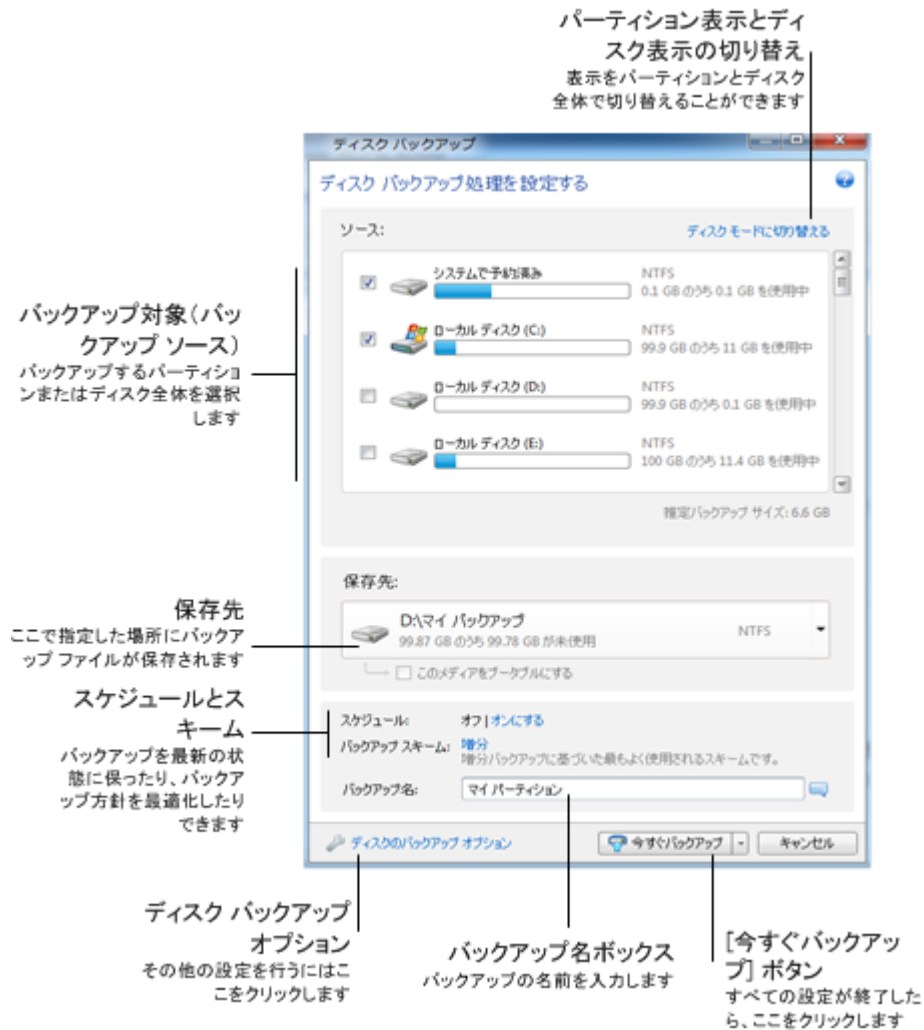 パーティション表示とディ
スク表示の切り替え
表示をパーティションとディスク
全体で切り替えることができます
ディスク バックアップ
ディスク バックアップ処理を設定する
ソース:
ディスク モードに切り替える
システムで予約済み
NTFS
0.1 GB のうち 0.1 GB を使用中
ローカル ディスク (C:)
NTFS
99.9 GB のうち 11 GB を使用中
ローカル ディスク (D:)
NTFS
99.9 GB のうち 0.1 GB を使用中
ローカル ディスク (E:)
NTFS
100 GB のうち 11.4 GB を使用中
推定バックアップ サイズ: 6.6 GB
バックアップ対象(バッ
クアップ ソース)
バックアップするパーティショ
ンまたはディスク全体を選択
します
保存先:
D:\マイ バックアップ
99.87 GB のうち 99.78 GB が未使用
NTFS
このメディアをブータブルにする
保存先
ここで指定した場所にバックア
ップ ファイルが保存されます
スケジュールとス
キーム
バックアップを最新の状
態に保ったり、バックア
ップ方針を最適化したり
できます
スケジュール:
オフ | オンにする
バックアップ スキーム:
増分
増分バックアップに基づいた最もよく使用されるスキームです。
バックアップ名:
マイ パーティション
ディスクのバックアップ オプション
今すぐバックアップ
キャンセル
ディスク バックアップ
オプション
その他の設定を行うにはこ
こをクリックします
バックアップ名ボックス
バックアップの名前を入力します
[今すぐバックアッ
プ] ボタン
すべての設定が終了した
ら、ここをクリックします